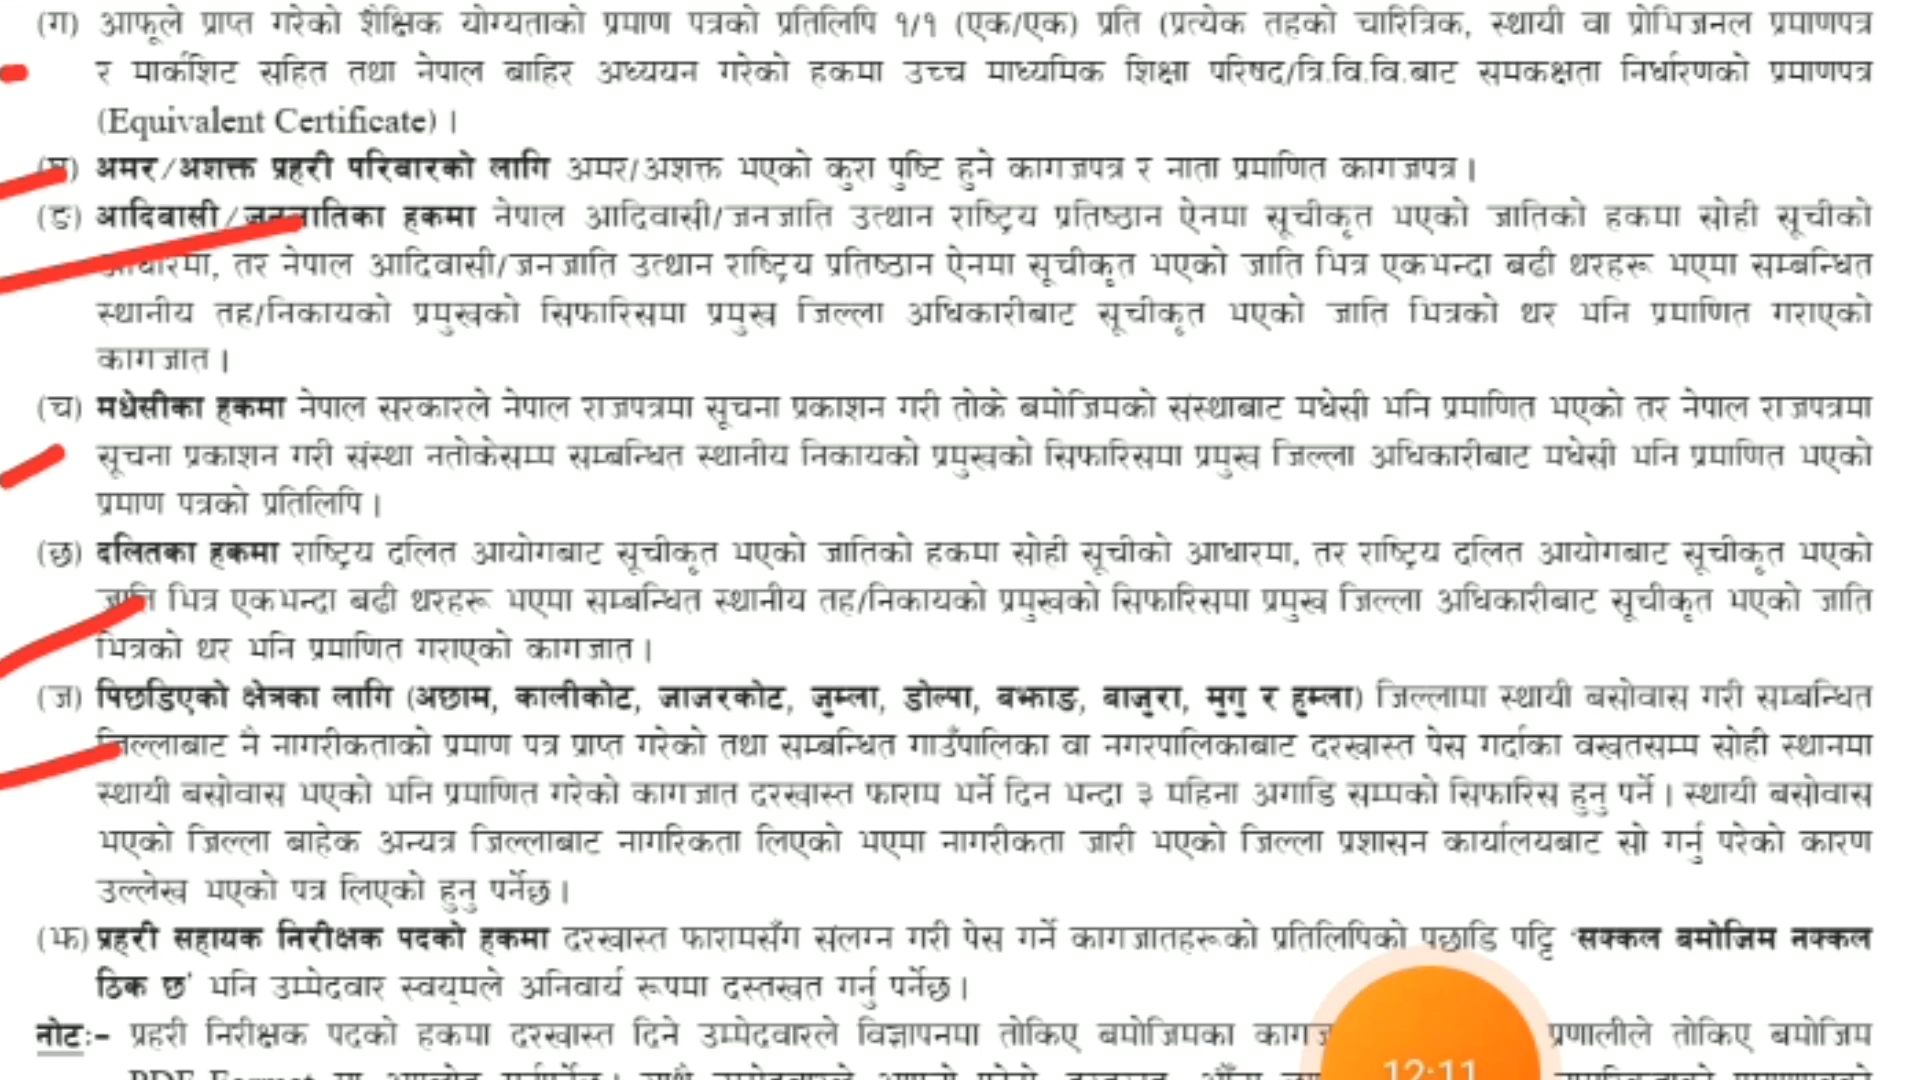 (ग) आफूले प्राप्त गरेको शैक्षिक योग्यताको प्रमाण पत्रको प्रतिलिपि १/१ (एक/एक) प्रति (प्रत्येक तहको चारित्रिक, स्थायी वा प्रोभिजनल प्रमाणपत्र
र मार्कशिट सहित तथा नेपाल बाहिर अध्ययन गरेको हकमा उच्च माध्यमिक शिक्षा परिषद/त्रि.वि.वि.बाट समकक्षता निर्धारणको प्रमाणपत्र
(Equivalent Certificate) ।
(घ) अमर/अशक्त प्रहरी परिवारको लागि अमर/अशक्त भएको कुरा पुष्टि हुने कागजपत्र र नाता प्रमाणित कागजपत्र ।
(ङ) आदिबासी/जनजातिका हकमा नेपाल आदिवासी/जनजाति उत्थान राष्ट्रिय प्रतिष्ठान ऐनमा सूचीकृत भएको जातिको हकमा सोही सूचीको
आधारमा, तर नेपाल आदिवासी/जनजाति उत्थान राष्ट्रिय प्रतिष्ठान ऐनमा सूचीकृत भएको जाति भित्र एकभन्दा बढी थरहरू भएमा सम्बन्धित
स्थानीय तह/निकायको प्रमुखको सिफारिसमा प्रमुख जिल्ला अधिकारीबाट सूचीकृत भएको जाति भित्रको थर भनि प्रमाणित गराएको
कागजात ।
(च) मधेसीका हकमा नेपाल सरकारले नेपाल राजपत्रमा सूचना प्रकाशन गरी तोके बमोजिमको संस्थाबाट मधेसी भनि प्रमाणित भएको तर नेपाल राजपत्रमा
सूचना प्रकाशन गरी संस्था नतोकेसम्म सम्बन्धित स्थानीय निकायको प्रमुखको सिफारिसमा प्रमुख जिल्ला अधिकारीबाट मधेसी भनि प्रमाणित भएको
प्रमाण पत्रको प्रतिलिपि ।
(छ) दलितका हकमा राष्ट्रिय दलित आयोगबाट सूचीकृत भएको जातिको हकमा सोही सूचीको आधारमा, तर राष्ट्रिय दलित आयोगबाट सूचीकृत भएको
जाति भित्र एकभन्दा बढी थरहरू भएमा सम्बन्धित स्थानीय तह/निकायको प्रमुखको सिफारिसमा प्रमुख जिल्ला अधिकारीबाट सूचीकृत भएको जाति
भित्रको थर भनि प्रमाणित गराएको कागजात ।
(ज) पिछडिएको क्षेत्रका लागि (अछाम, कालीकोट, जाजरकोट, जुम्ला, डोल्पा, बझाङ, बाजुरा, मुगु र हुम्ला) जिल्लामा स्थायी बसोवास गरी सम्बन्धित
जिल्लाबाट नै नागरीकताको प्रमाण पत्र प्राप्त गरेको तथा सम्बन्धित गाउँपालिका वा नगरपालिकाबाट दरखास्त पेस गर्दाका वखतसम्म सोही स्थानमा
स्थायी बसोवास भएको भनि प्रमाणित गरेको कागजात दरखास्त फाराम भर्ने दिन भन्दा ३ महिना अगाडि सम्मको सिफारिस हुनु पर्ने । स्थायी बसोवास
भएको जिल्ला बाहेक अन्यत्र जिल्लाबाट नागरिकता लिएको भएमा नागरीकता जारी भएको जिल्ला प्रशासन कार्यालयबाट सो गर्नु परेको कारण
उल्लेख भएको पत्र लिएको हुनु पर्नेछ ।
(झ) प्रहरी सहायक निरीक्षक पदको हकमा दरखास्त फारामसँग संलग्न गरी पेस गर्ने कागजातहरूको प्रतिलिपिको पछाडि पट्टि 'सक्कल बमोजिम नक्कल
ठिक छ' भनि उम्मेदवार स्वयम्ले अनिवार्य रूपमा दस्तखत गर्नु पर्नेछ ।
नोटः- प्रहरी निरीक्षक पदको हकमा दरखास्त दिने उम्मेदवारले विज्ञापनमा तोकिए बमोजिमका प्रणालीले तोकिए बमोजिम
12:11